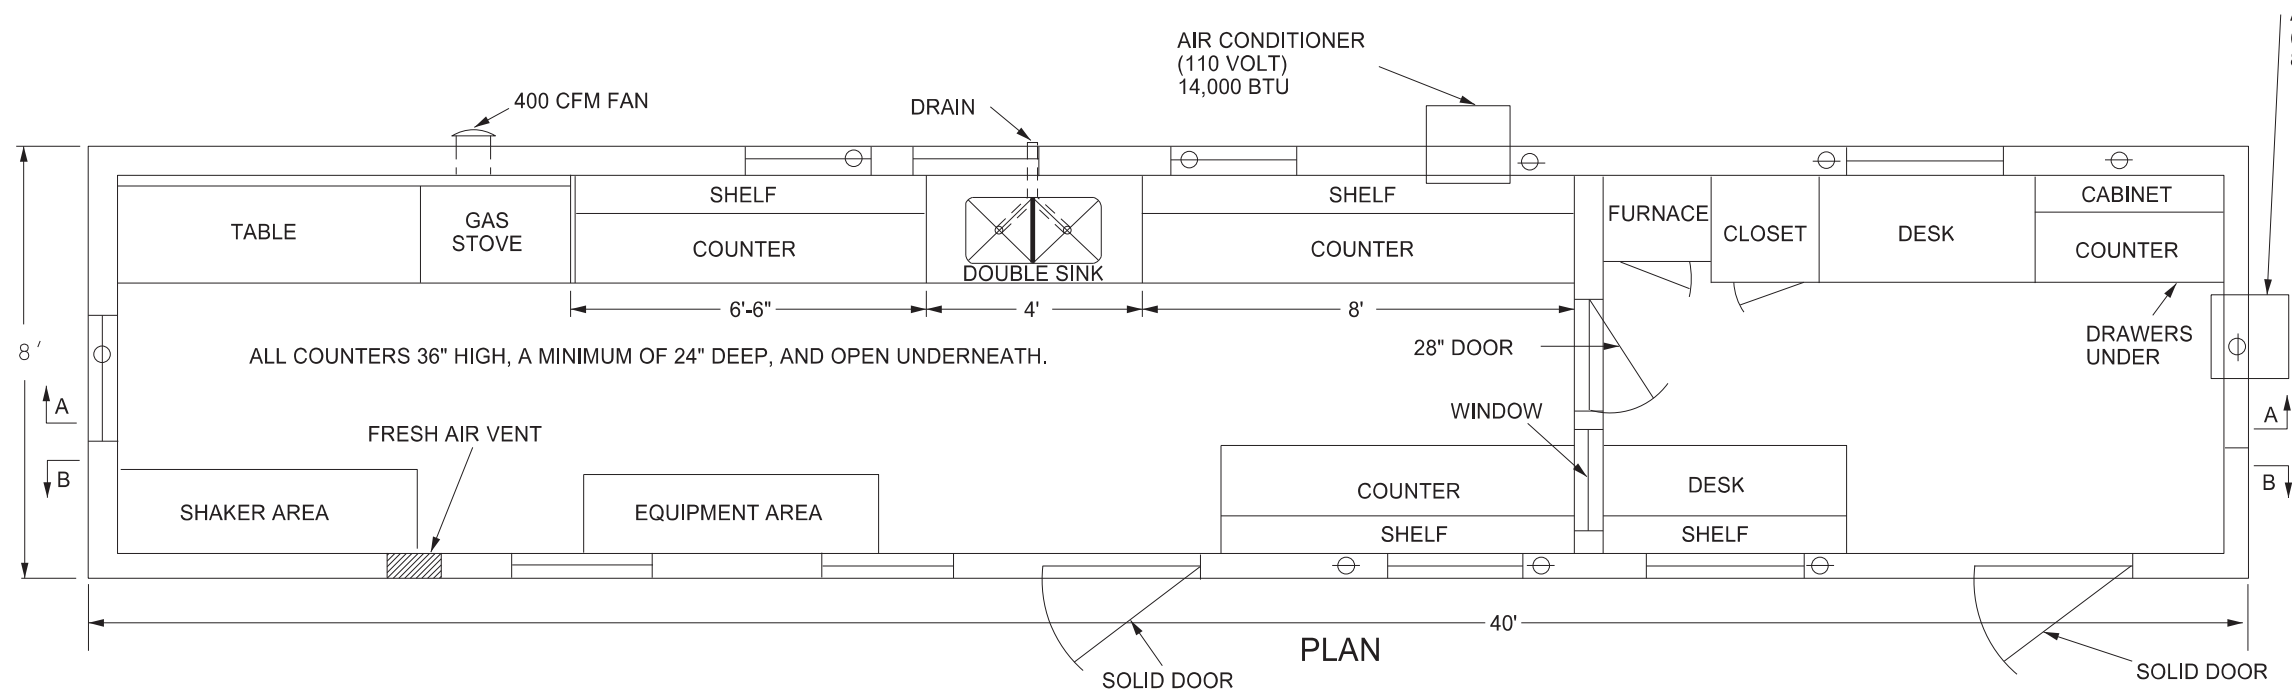 AIR CONDITIONER
(110 VOLT)
14,000 BTU
400 CFM FAN
DRAIN
TABLE
GAS
STOVE
SHELF
COUNTER
DOUBLE SINK
SHELF
COUNTER
FURNACE
CLOSET
DESK
CABINET
COUNTER
6'-6"
4'
8'
8'
ALL COUNTERS 36" HIGH, A MINIMUM OF 24" DEEP, AND OPEN UNDERNEATH.
28" DOOR
DRAWERS
UNDER
A
A
WINDOW
FRESH AIR VENT
B
B
SHAKER AREA
EQUIPMENT AREA
COUNTER
SHELF
DESK
SHELF
40'
PLAN
SOLID DOOR
SOLID DOOR